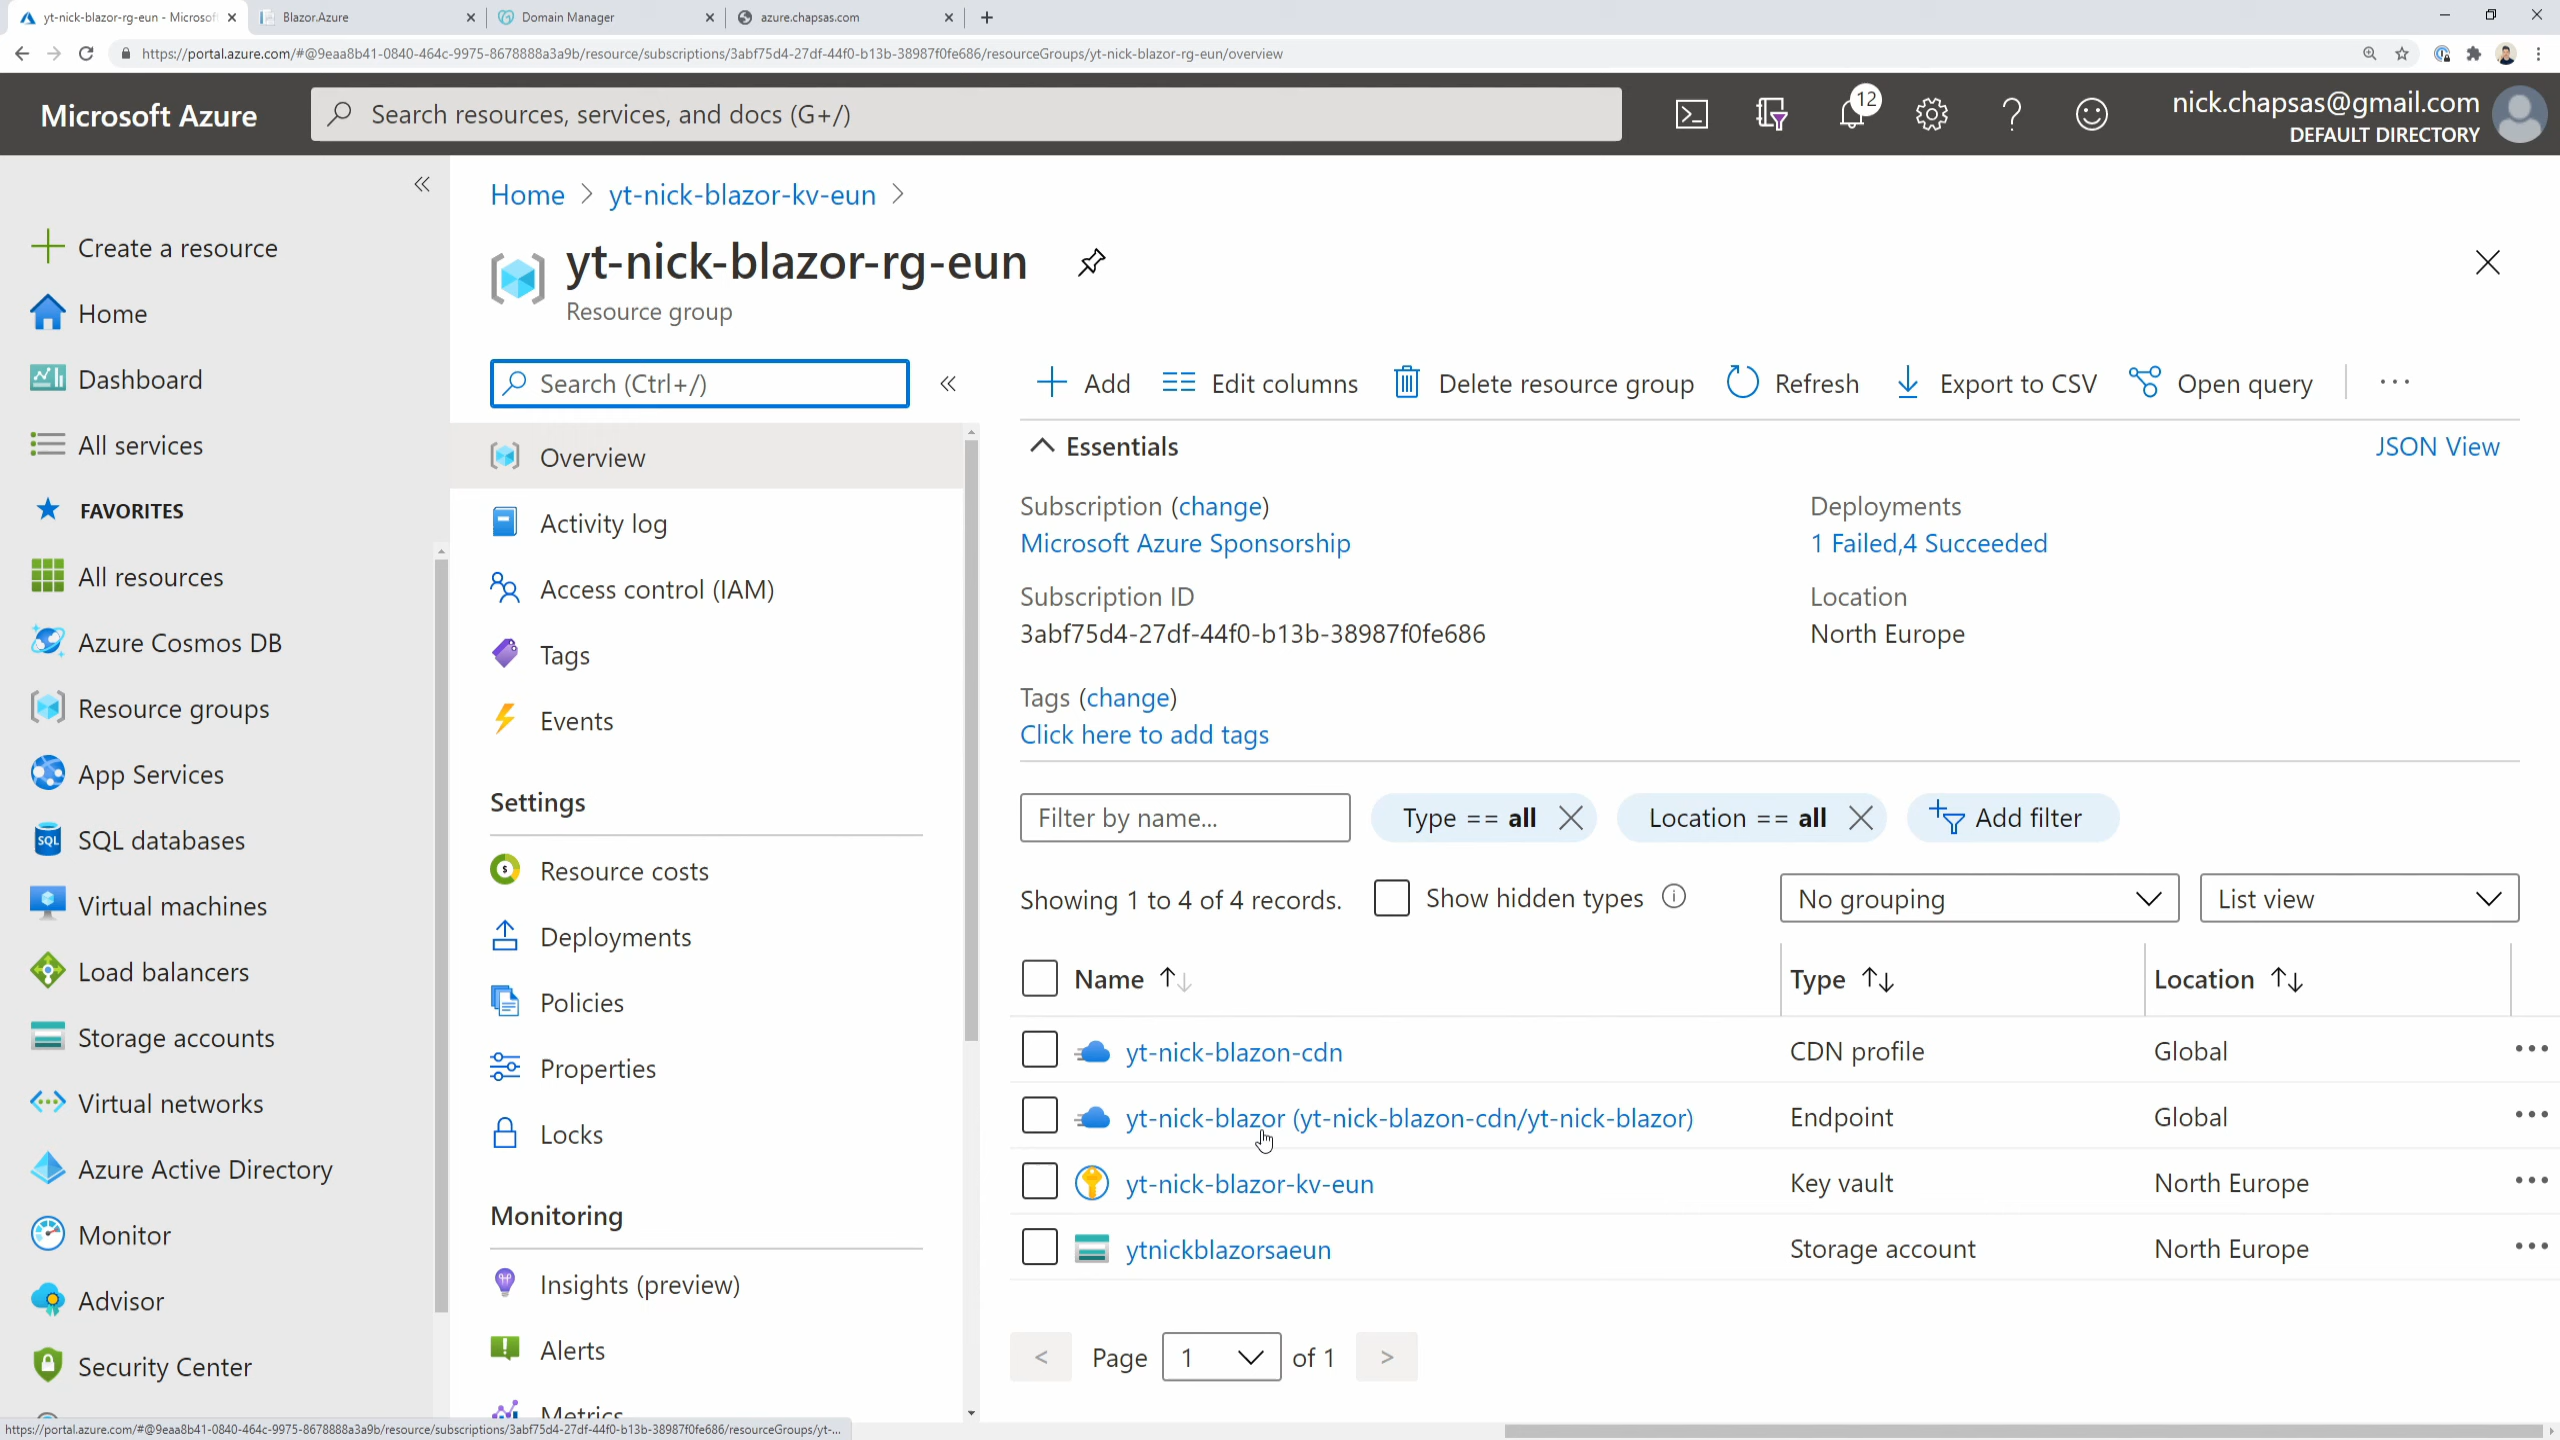 yt-nick-blazor-rg-eun - Microsof
Blazor.Azure
Domain Manager
azure.chapsas.com
https://portal.azure.com/#@9eaa8b41-0840-464c-9975-8678888a3a9b/resource/subscriptions/3abf75d4-27df-44f0-b13b-38987f0fe686/resourceGroups/yt-nick-blazor-rg-eun/overview
Microsoft Azure
Search resources, services, and docs (G+/)
12
nick.chapsas@gmail.com
DEFAULT DIRECTORY
Create a resource
Home
Dashboard
All services
FAVORITES
All resources
Azure Cosmos DB
Resource groups
App Services
SQL databases
Virtual machines
Load balancers
Storage accounts
Virtual networks
Azure Active Directory
Monitor
Advisor
Security Center
Home > yt-nick-blazor-kv-eun >
yt-nick-blazor-rg-eun
Resource group
Search (Ctrl+/)
Overview
Activity log
Access control (IAM)
Tags
Events
Settings
Resource costs
Deployments
Policies
Properties
Locks
Monitoring
Insights (preview)
Alerts
Metrics
Add
Edit columns
Delete resource group
Refresh
Export to CSV
Open query
Essentials
JSON View
Subscription (change)
Microsoft Azure Sponsorship
Deployments
1 Failed,4 Succeeded
Subscription ID
3abf75d4-27df-44f0-b13b-38987f0fe686
Location
North Europe
Tags (change)
Click here to add tags
Filter by name...
Type == all
Location == all
Add filter
Showing 1 to 4 of 4 records.
Show hidden types
No grouping
List view
Name
Type
Location
yt-nick-blazon-cdn
CDN profile
Global
yt-nick-blazor (yt-nick-blazon-cdn/yt-nick-blazor)
Endpoint
Global
yt-nick-blazor-kv-eun
Key vault
North Europe
ytnickblazorsaeun
Storage account
North Europe
< Page 1 of 1 >
https://portal.azure.com/#@9eaa8b41-0840-464c-9975-8678888a3a9b/resource/subscriptions/3abf75d4-27df-44f0-b13b-38987f0fe686/resourceGroups/yt-...